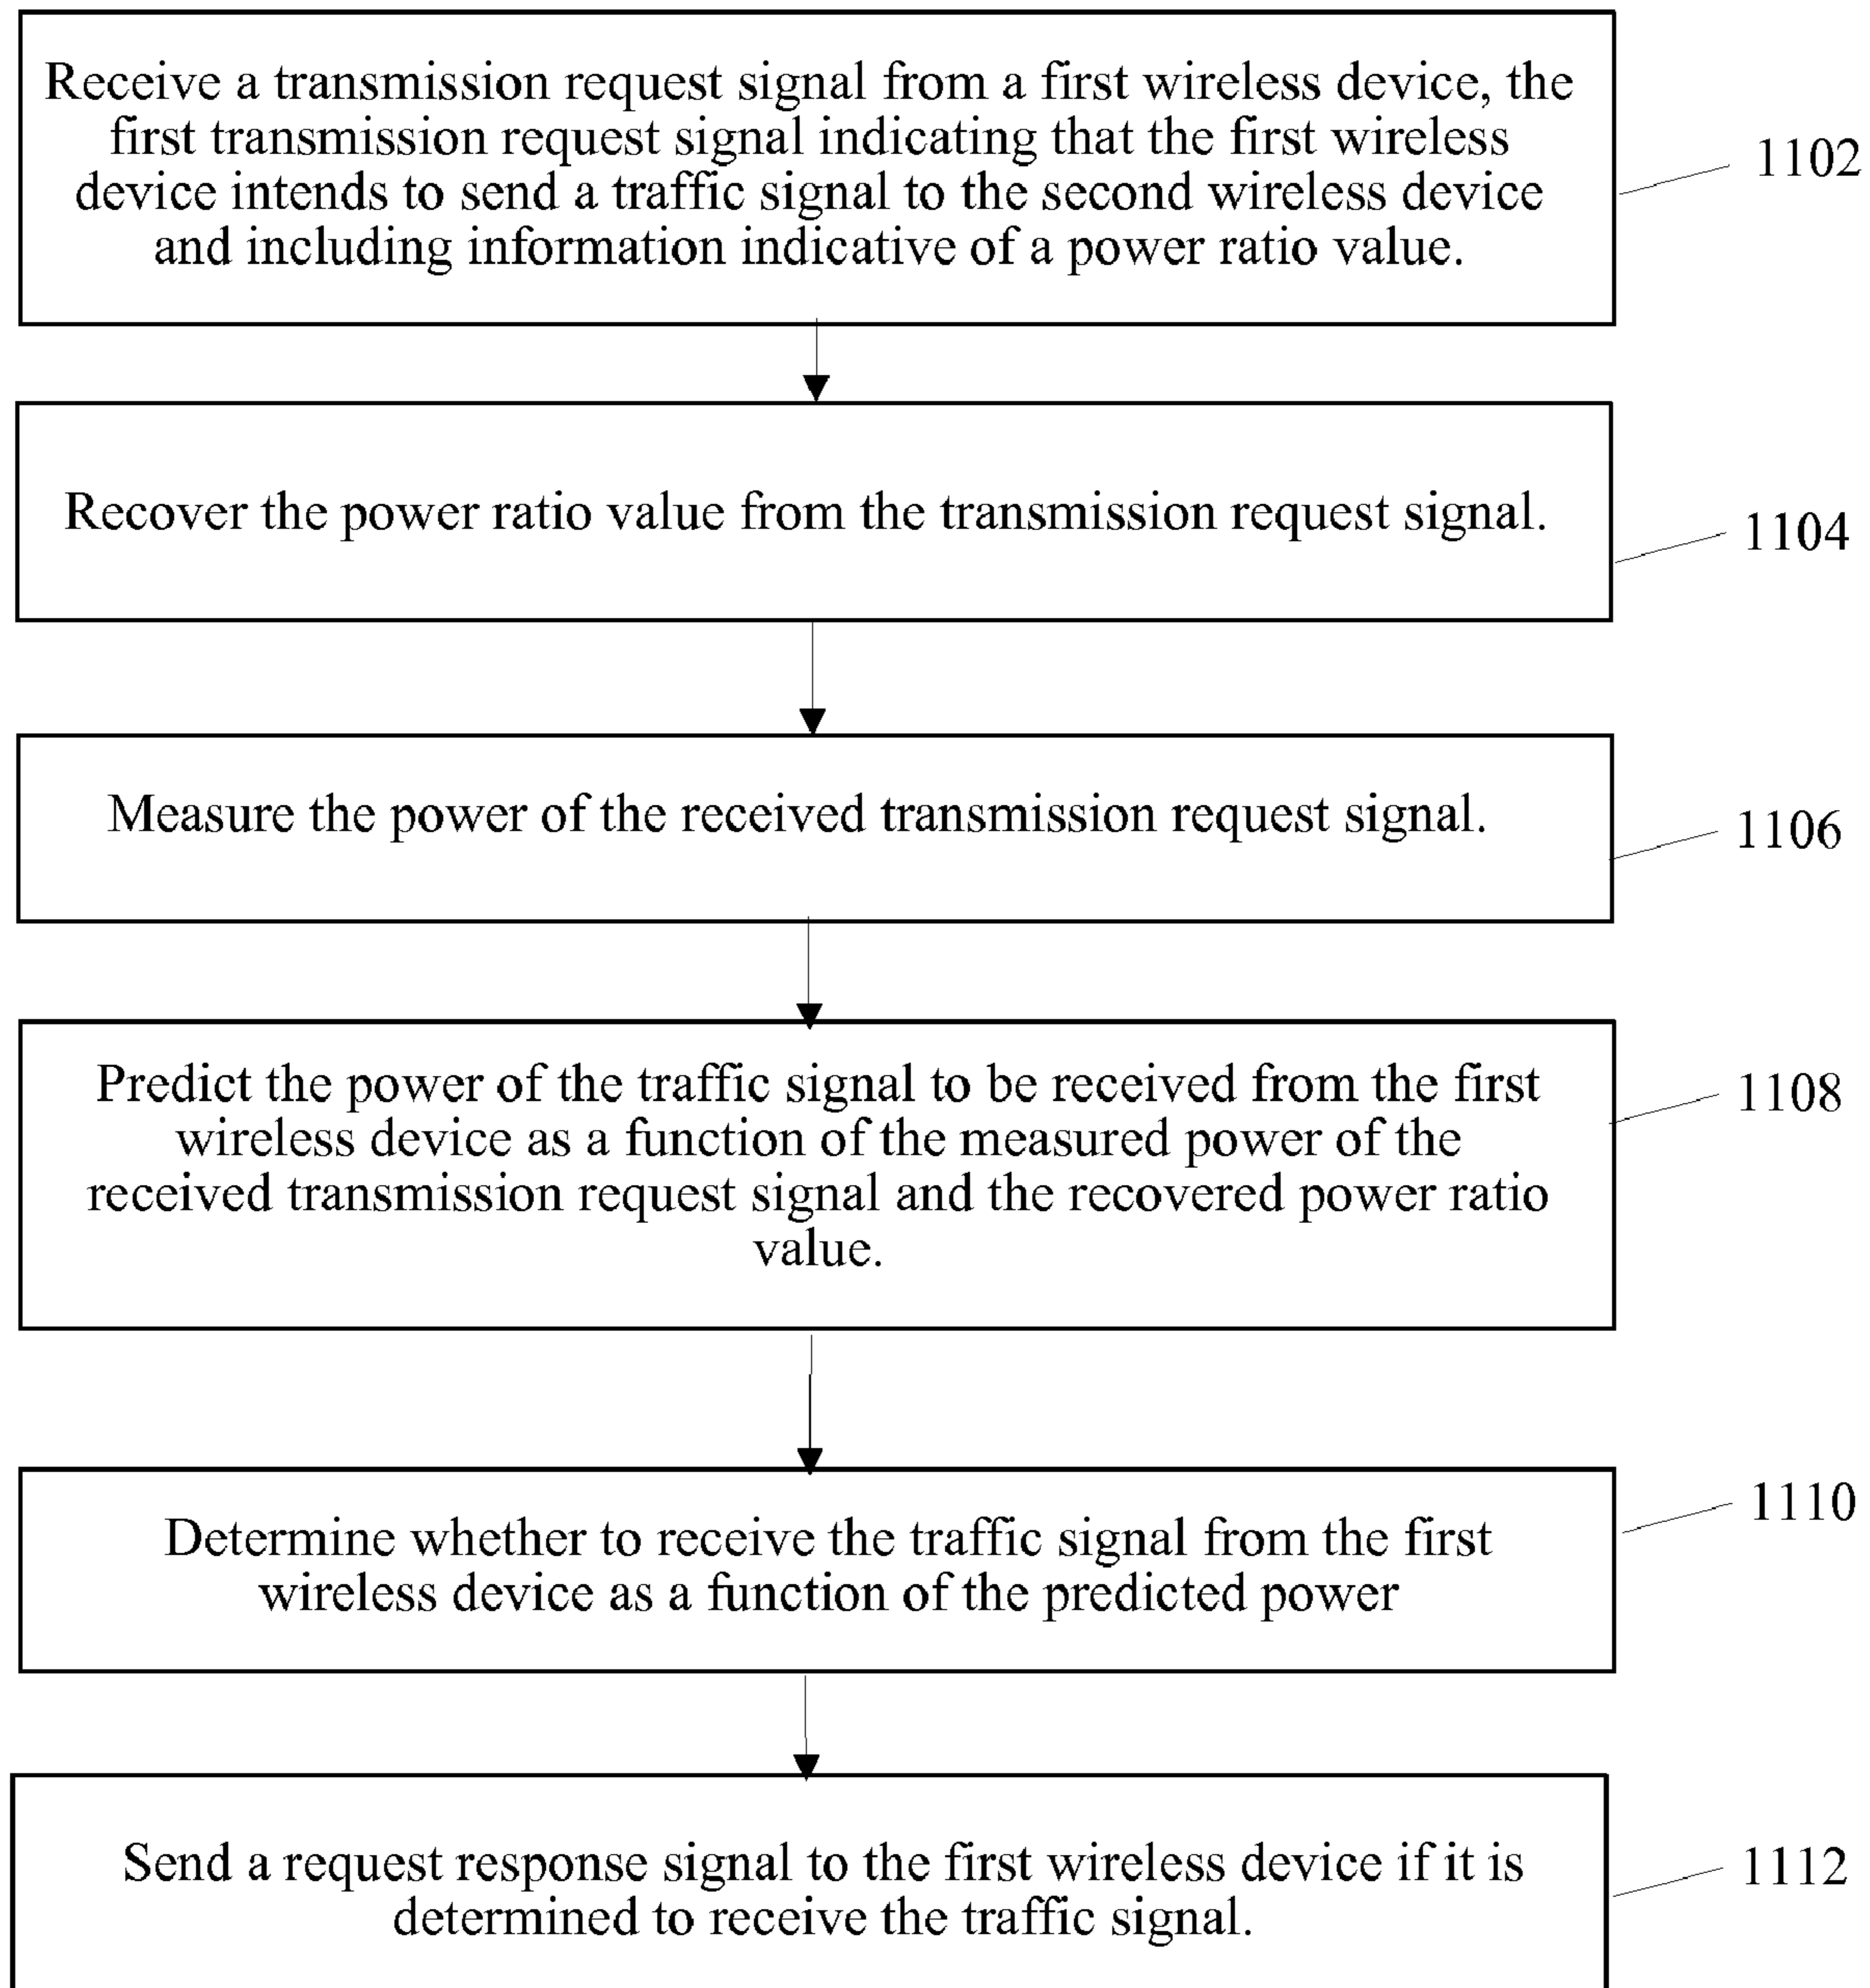 Receive a transmission request signal from a first wireless device, the
first transmission request signal indicating that the first wireless
device intends to send a traffic signal to the second wireless device
and including information indicative of a power ratio value.
1102
Recover the power ratio value from the transmission request signal.
1104
Measure the power of the received transmission request signal.
1106
Predict the power of the traffic signal to be received from the first
wireless device as a function of the measured power of the
received transmission request signal and the recovered power ratio
value.
1108
Determine whether to receive the traffic signal from the first
wireless device as a function of the predicted power
1110
Send a request response signal to the first wireless device if it is
determined to receive the traffic signal.
1112